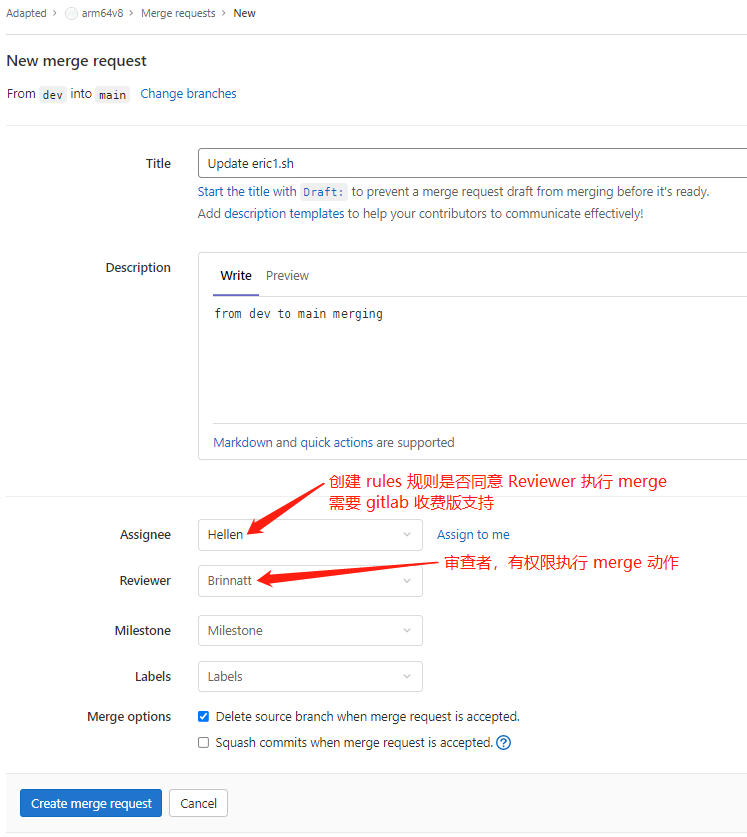 Adapted > arm64v8 > Merge requests > New
New merge request
From dev into main Change branches
Title Update eric1.sh
Start the title with Draft: to prevent a merge request draft from merging before it's ready.
Add description templates to help your contributors to communicate effectively!
Description Write Preview
from dev to main merging
Markdown and quick actions are supported
创建 rules 规则是否同意 Reviewer 执行 merge
需要 gitlab 收费版支持
Assignee Hellen Assign to me
审查者，有权限执行 merge 动作
Reviewer Brinnatt
Milestone Milestone
Labels Labels
Merge options Delete source branch when merge request is accepted.
Squash commits when merge request is accepted. ?
Create merge request Cancel